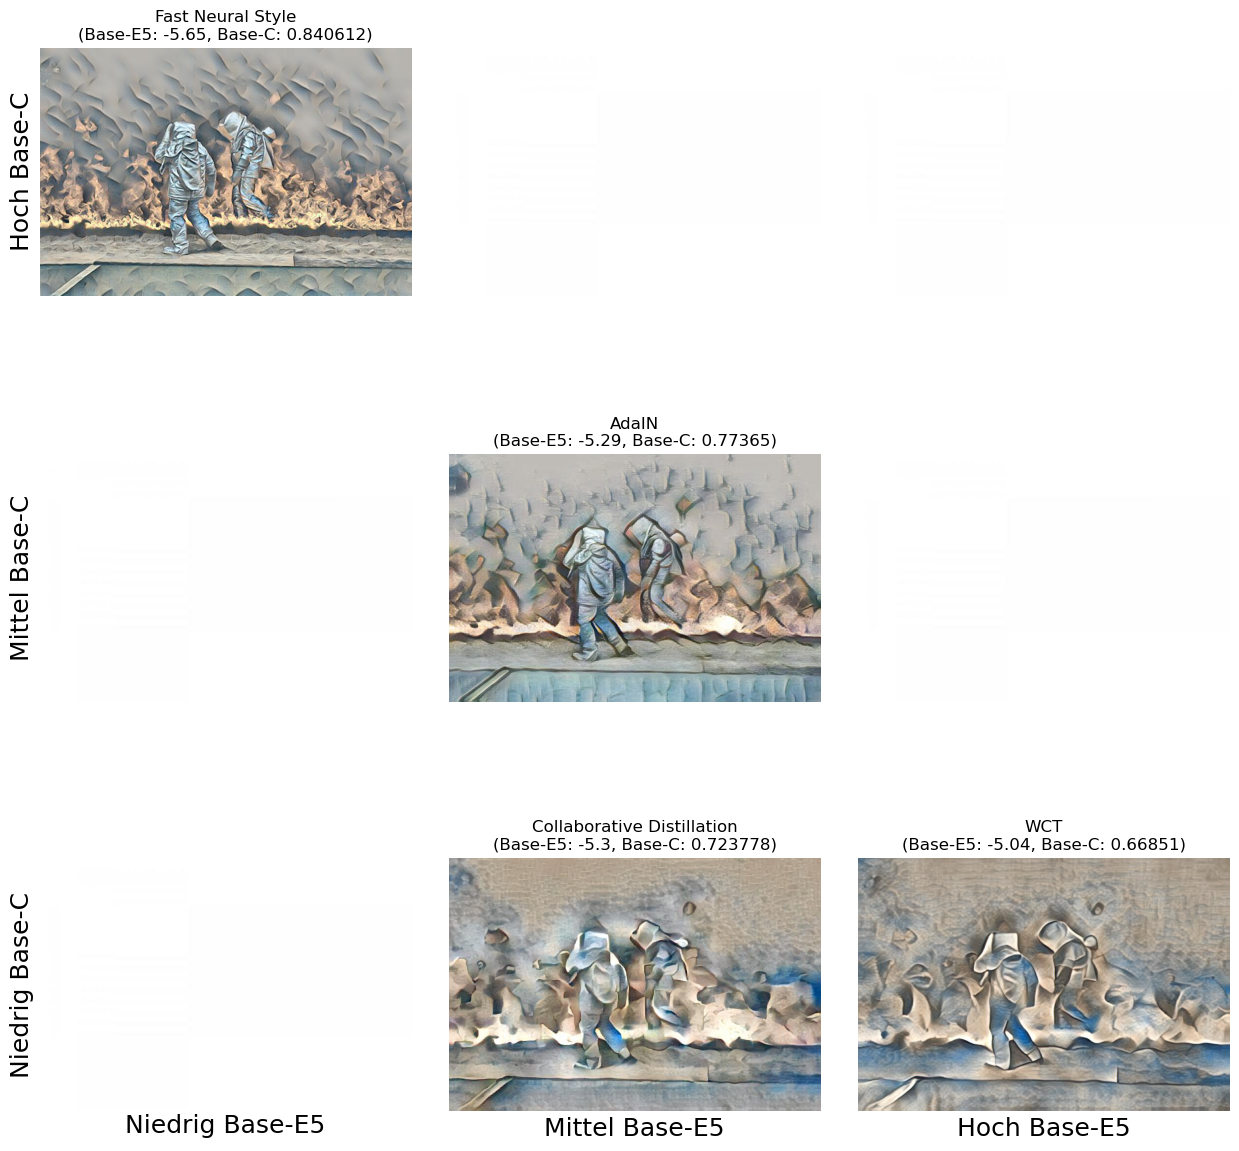 Fast Neural Style
(Base-E5: -5.65, Base-C: 0.840612)
Hoch Base-C
AdaIN
(Base-E5: -5.29, Base-C: 0.77365)
Mittel Base-C
Collaborative Distillation
(Base-E5: -5.3, Base-C: 0.723778)
WCT
(Base-E5: -5.04, Base-C: 0.66851)
Niedrig Base-C
Niedrig Base-E5
Mittel Base-E5
Hoch Base-E5